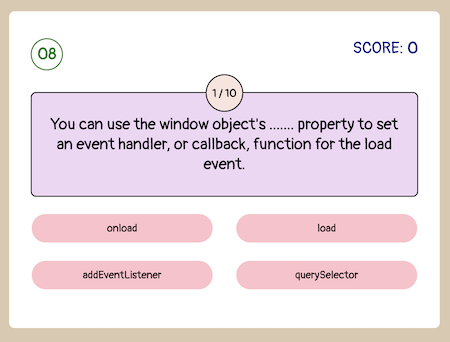 08
SCORE: 0
1 / 10
You can use the window object's ....... property to set
an event handler, or callback, function for the load
event.
onload
load
addEventListener
querySelector